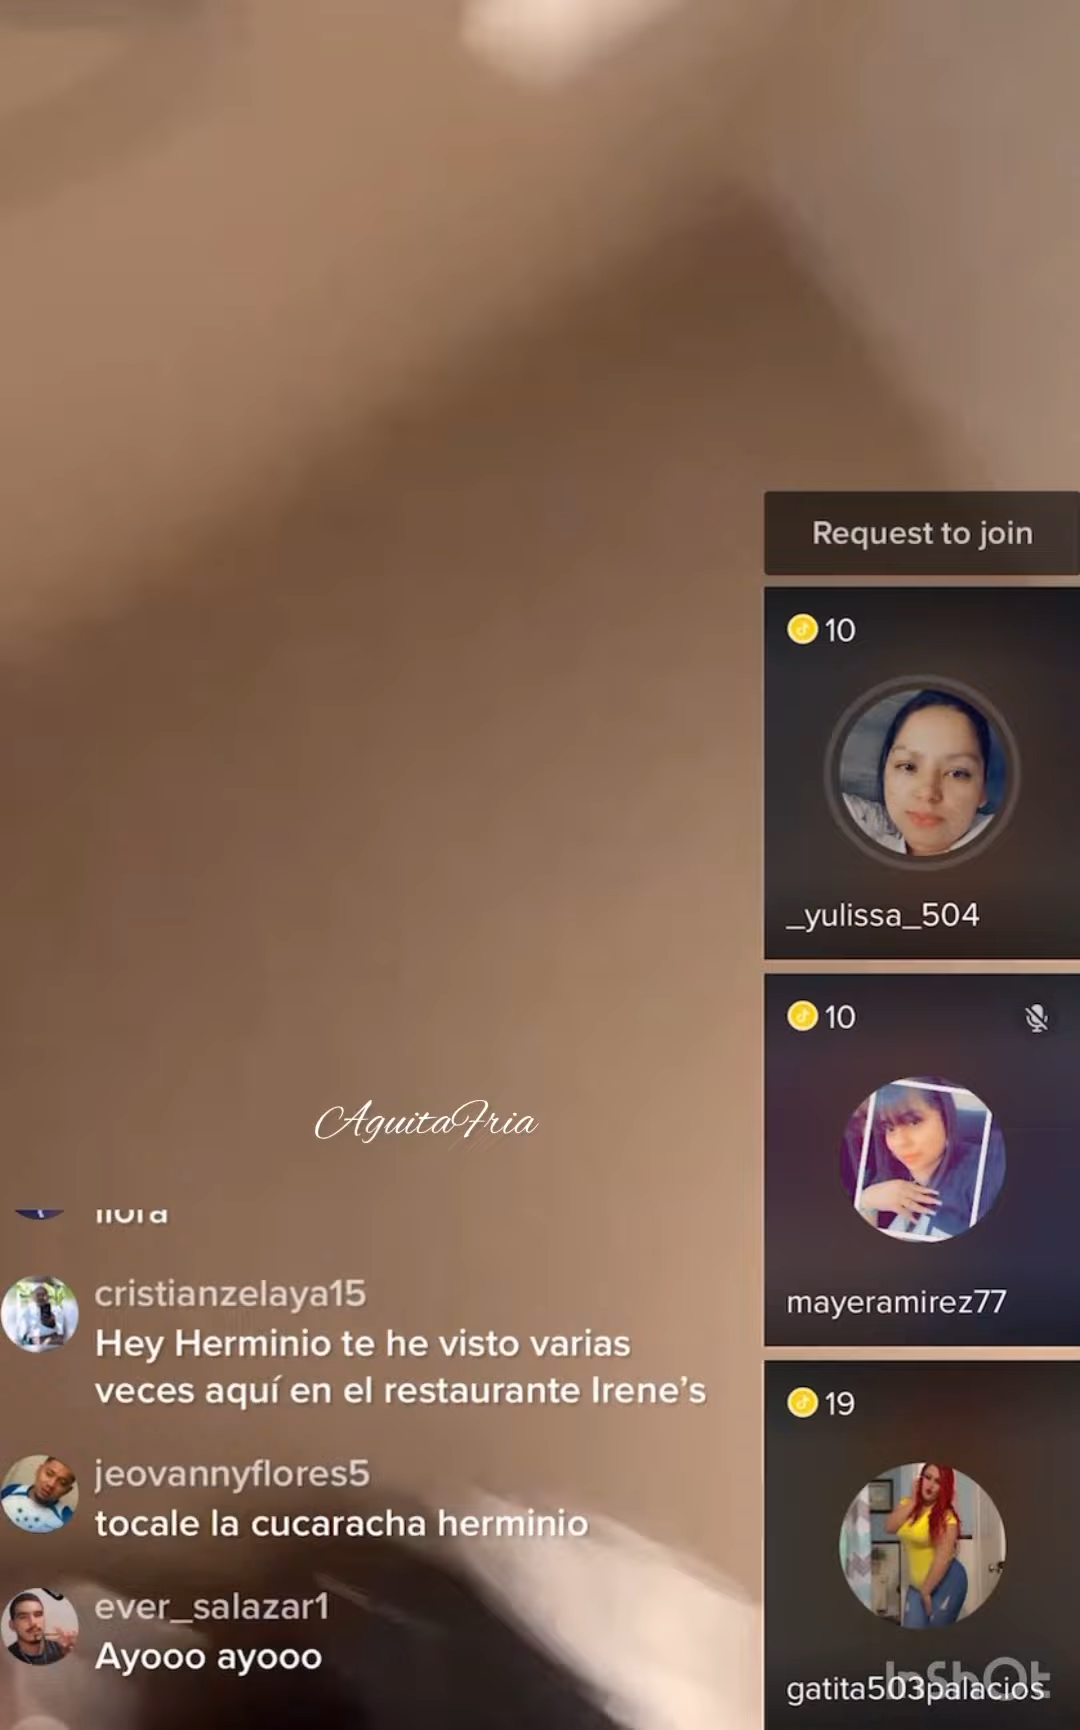 Request to join
10
_yulissa_504
10
mayeramirez77
19
gatita503palacios
InShOt
AguitaFria
cristianzelaya15
Hey Herminio te he visto varias
veces aquí en el restaurante Irene's
jeovannyflores5
tocale la cucaracha herminio
ever_salazar1
Ayooo ayooo